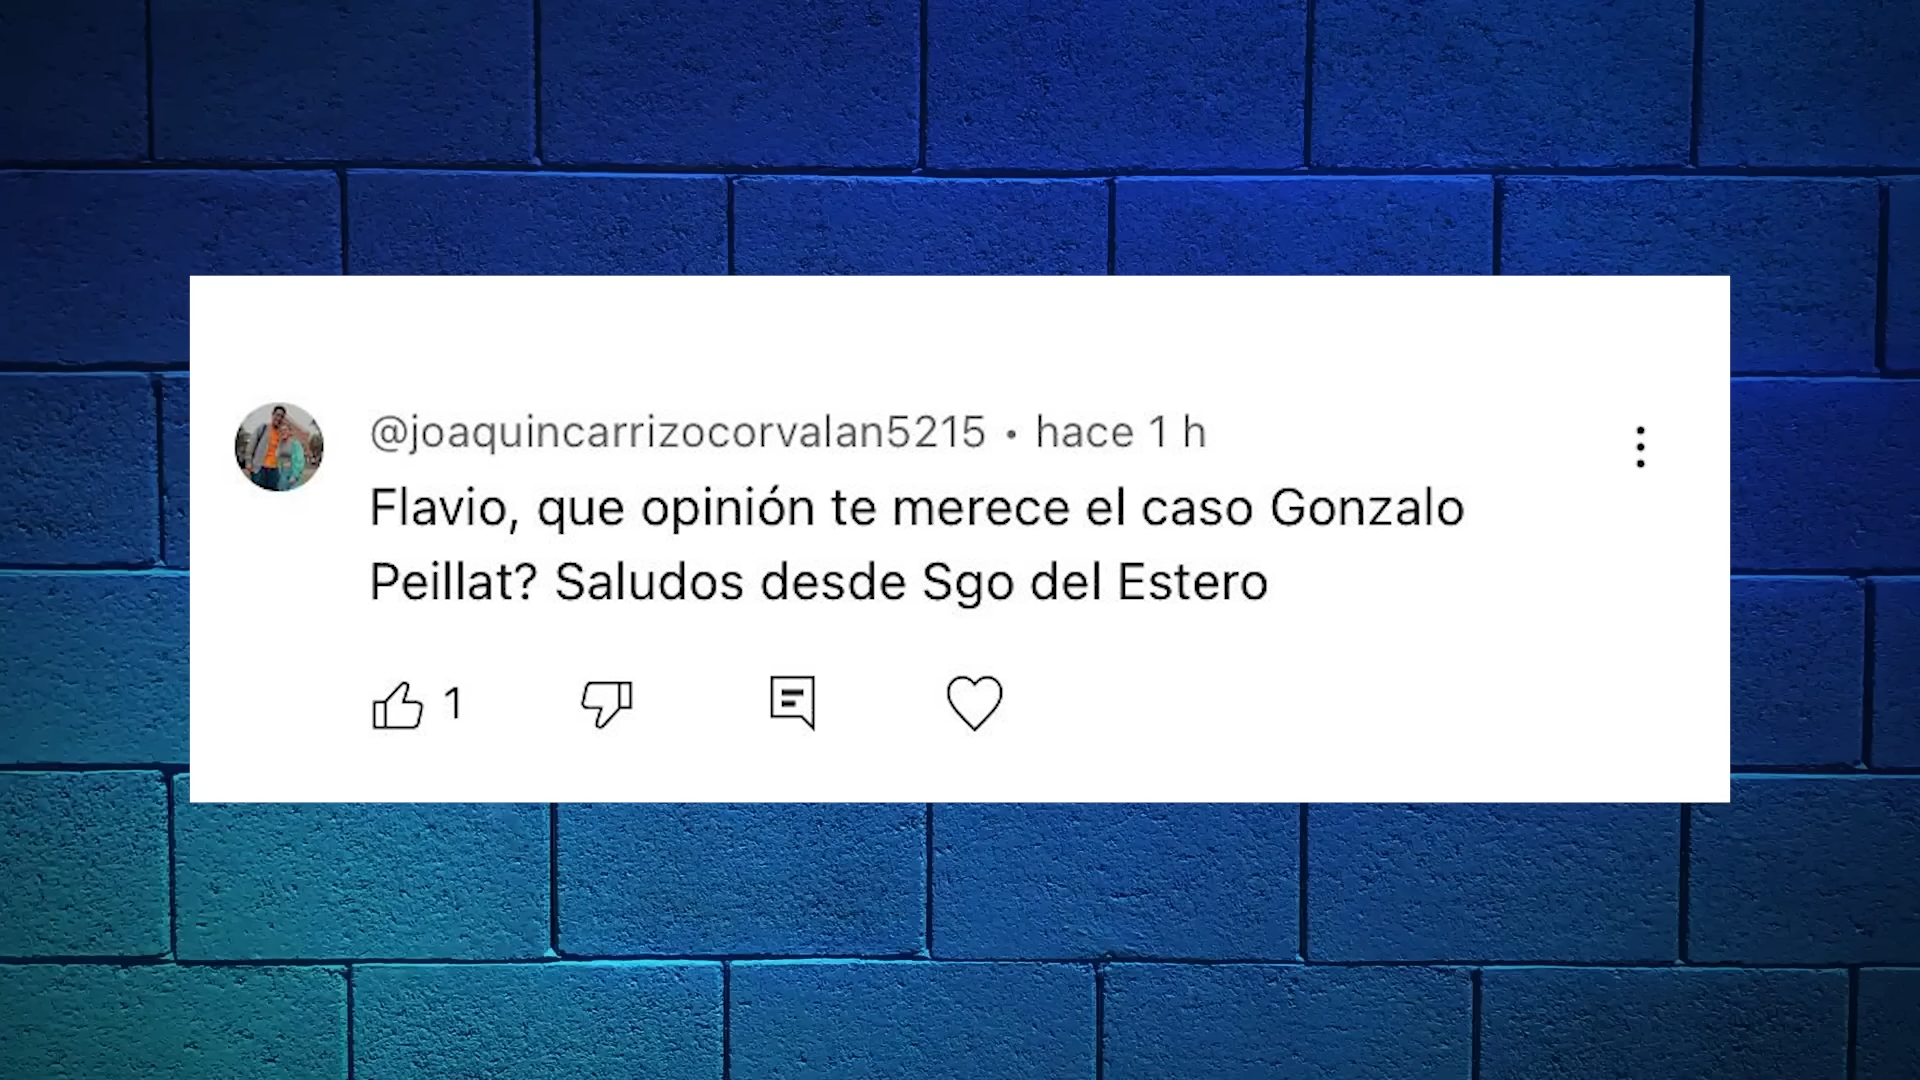 @joaquincarrizocorvalan5215 • hace 1 h
Flavio, que opinión te merece el caso Gonzalo
Peillat? Saludos desde Sgo del Estero
1